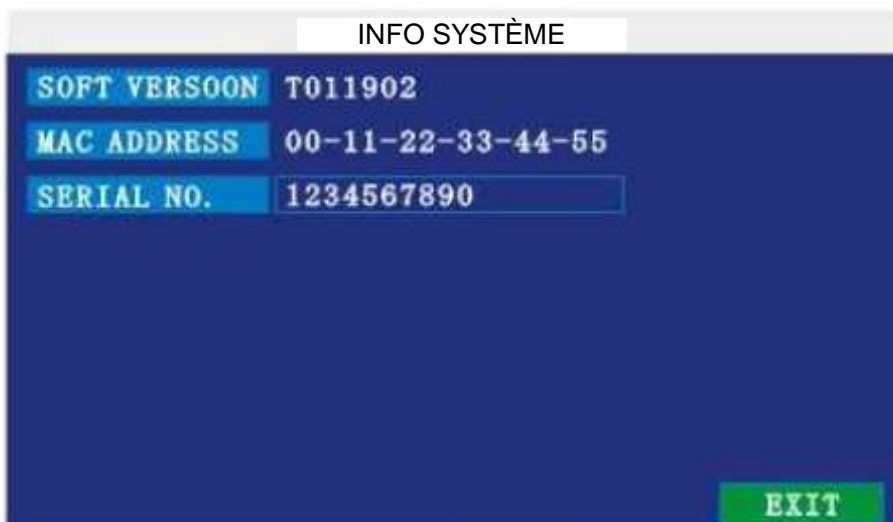 INFO SYSTÈME
SOFT VERSOON T011902
MAC ADDRESS 00-11-22-33-44-55
SERIAL NO. 1234567890
EXIT